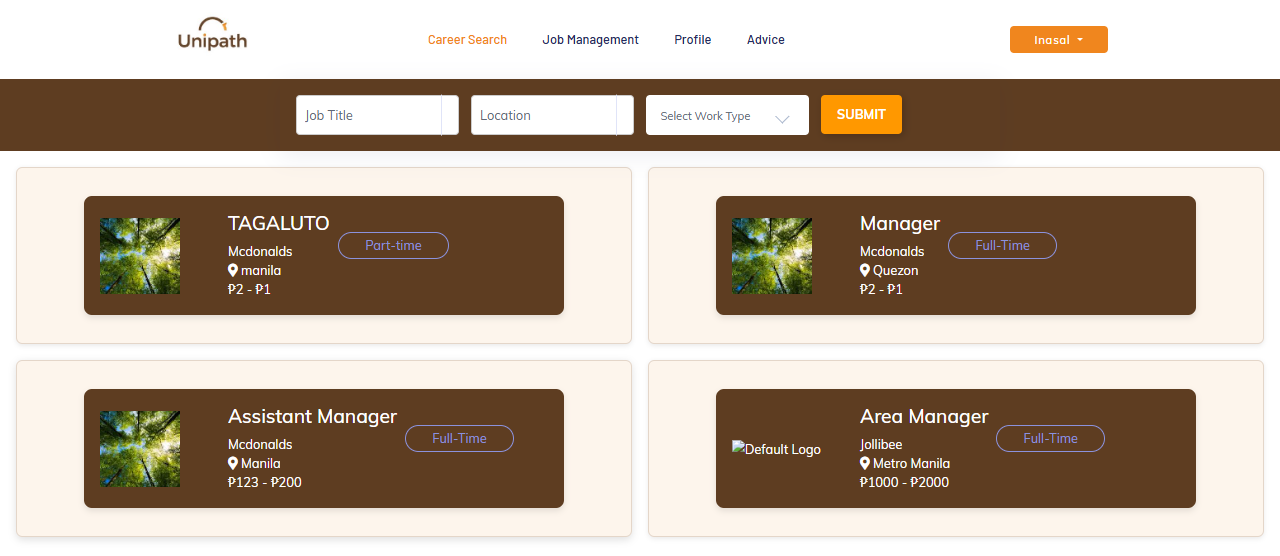 Unipath
Career Search
Job Management
Profile
Advice
Inasal
Job Title
Location
Select Work Type
SUBMIT
TAGALUTO
Part-time
Mcdonalds
manila
₱2 - ₱1
Manager
Full-Time
Mcdonalds
Quezon
₱2 - ₱1
Assistant Manager
Full-Time
Mcdonalds
Manila
₱123 - ₱200
Default Logo
Area Manager
Full-Time
Jollibee
Metro Manila
₱1000 - ₱2000